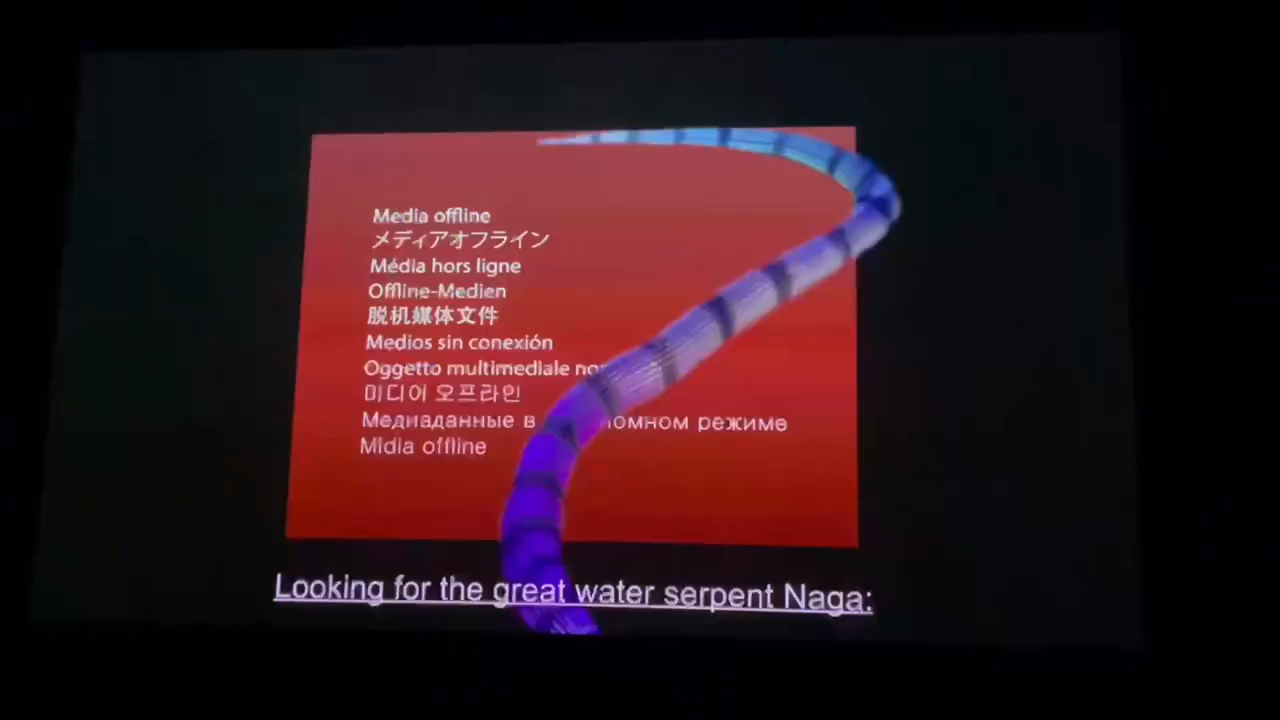 Media offline
メディアオフライン
Média hors ligne
Offline-Medien
脱机媒体文件
Medios sin conexión
Oggetto multimediale
미디어 오프라인
Медиаданные в режиме
Mídia offline
Looking for the great water serpent Naga: